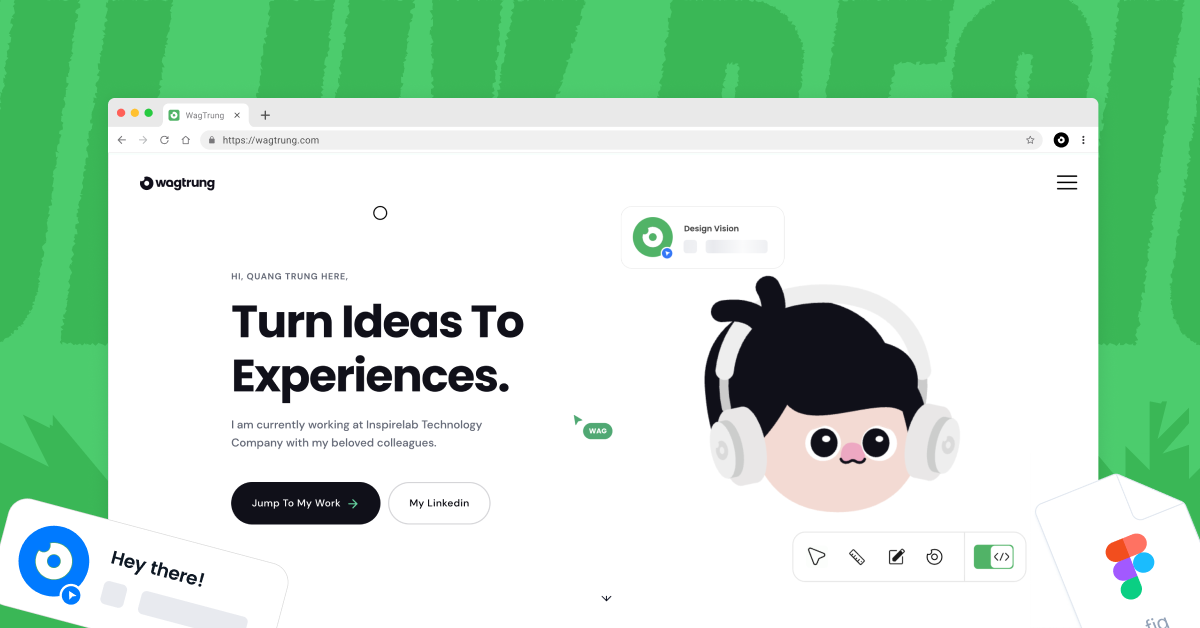 WagTrung
https://wagtrung.com
wagtrung
Design Vision
HI, QUANG TRUNG HERE,
Turn Ideas To
Experiences.
I am currently working at Inspirelab Technology
Company with my beloved colleagues.
WAG
Jump To My Work →
My Linkedin
Hey there!
</>
.fig